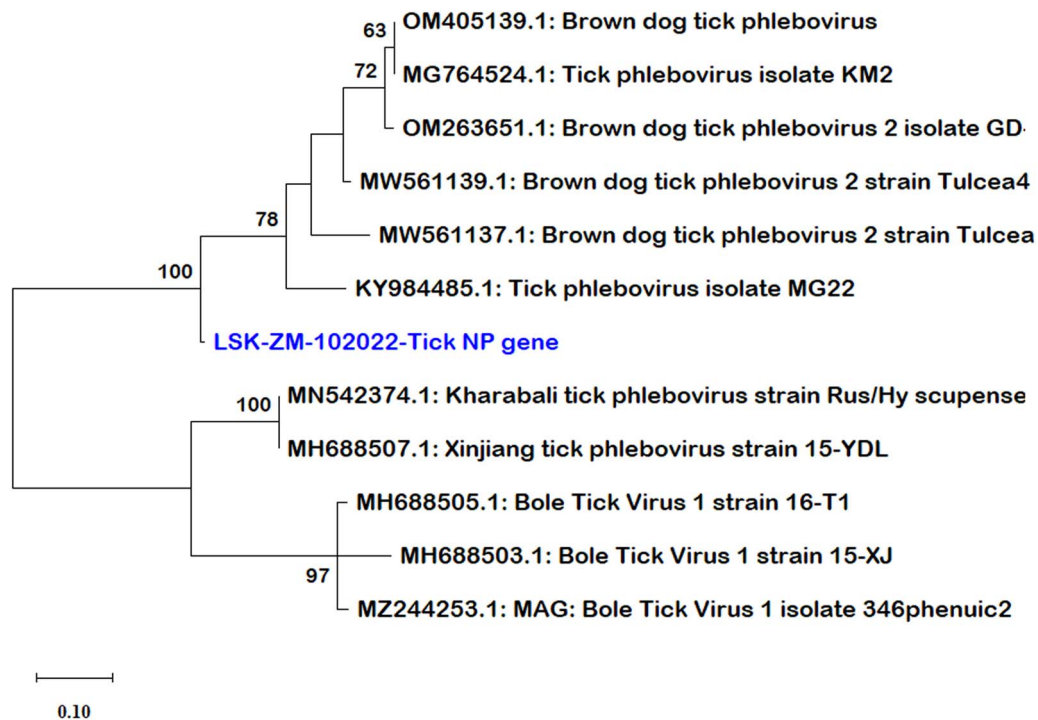 63
OM405139.1: Brown dog tick phlebovirus
72
MG764524.1: Tick phlebovirus isolate KM2
OM263651.1: Brown dog tick phlebovirus 2 isolate GD-
MW561139.1: Brown dog tick phlebovirus 2 strain Tulcea4
78
MW561137.1: Brown dog tick phlebovirus 2 strain Tulcea
100
KY984485.1: Tick phlebovirus isolate MG22
LSK-ZM-102022-Tick NP gene
100
MN542374.1: Kharabali tick phlebovirus strain Rus/Hy scupense
MH688507.1: Xinjiang tick phlebovirus strain 15-YDL
MH688505.1: Bole Tick Virus 1 strain 16-T1
MH688503.1: Bole Tick Virus 1 strain 15-XJ
97
MZ244253.1: MAG: Bole Tick Virus 1 isolate 346phenuic2
0.10